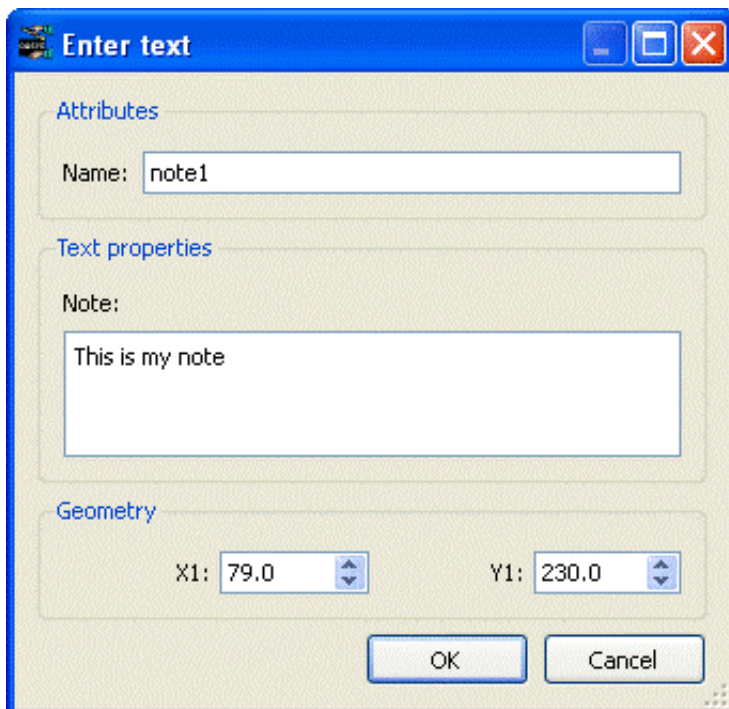 Enter text
Attributes
Name: note1
Text properties
Note:
This is my note
Geometry
X1: 79.0 Y1: 230.0
OK Cancel